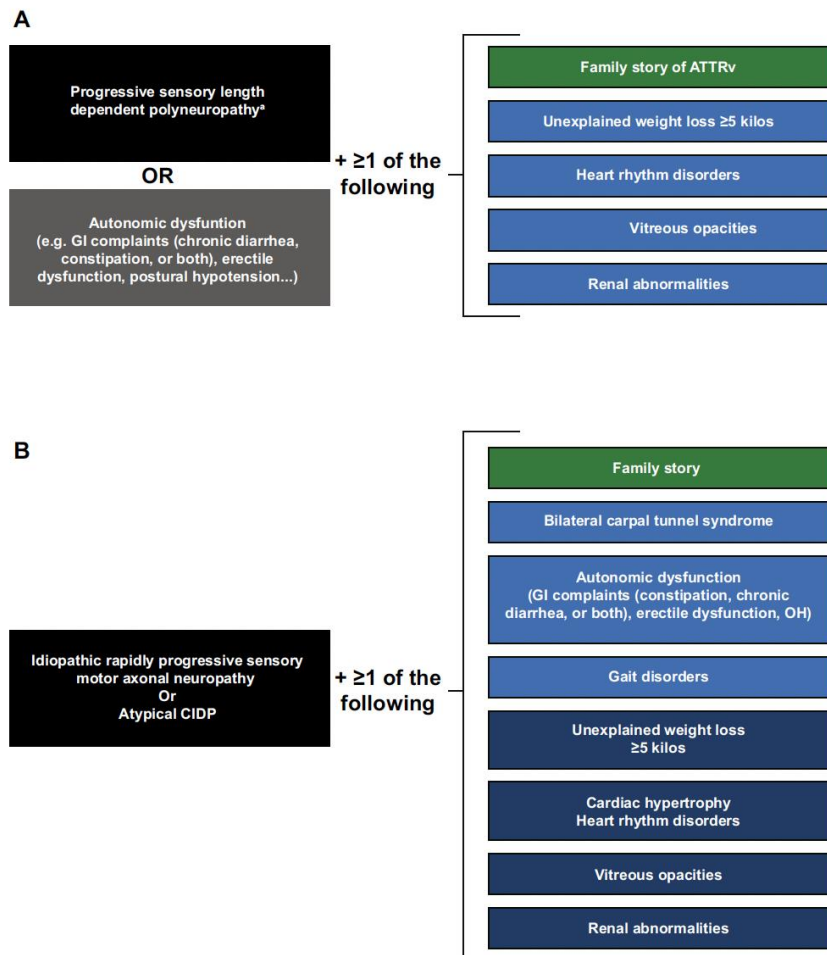 A
Progressive sensory length
dependent polyneuropathyª
OR
Autonomic dysfuntion
(e.g. GI complaints (chronic diarrhea,
constipation, or both), erectile
dysfunction, postural hypotension...)
+ ≥1 of the
following
Family story of ATTRv
Unexplained weight loss ≥5 kilos
Heart rhythm disorders
Vitreous opacities
Renal abnormalities
B
Idiopathic rapidly progressive sensory
motor axonal neuropathy
Or
Atypical CIDP
+ ≥1 of the
following
Family story
Bilateral carpal tunnel syndrome
Autonomic dysfunction
(GI complaints (constipation, chronic
diarrhea, or both), erectile dysfunction, OH)
Gait disorders
Unexplained weight loss
≥5 kilos
Cardiac hypertrophy
Heart rhythm disorders
Vitreous opacities
Renal abnormalities